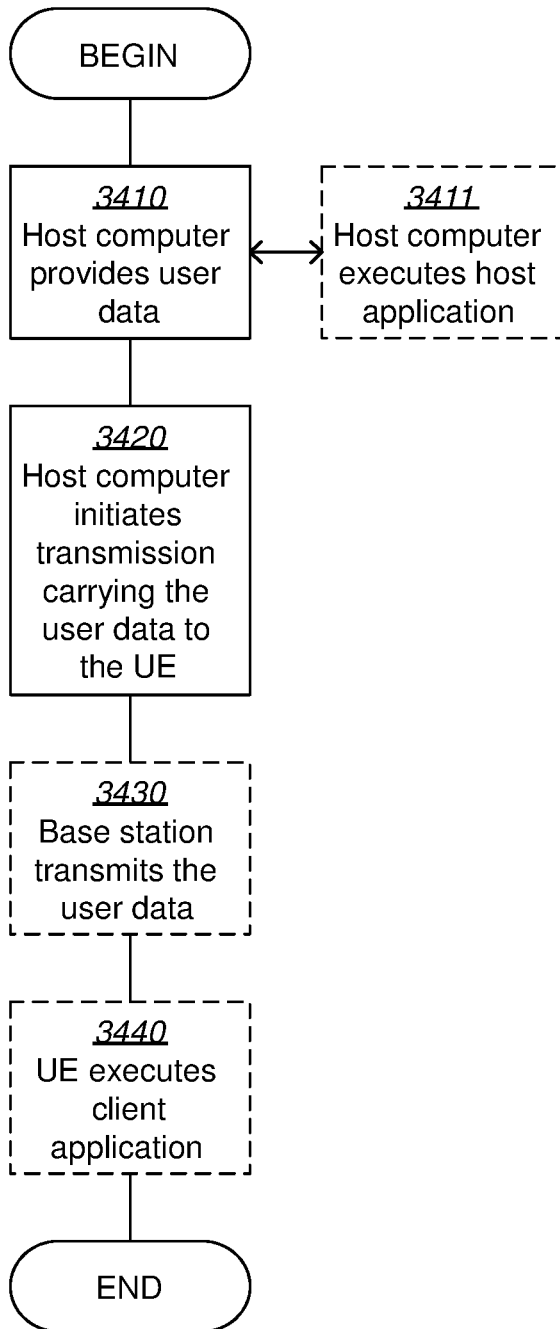 BEGIN
3410
Host computer
provides user
data
3411
Host computer
executes host
application
3420
Host computer
initiates
transmission
carrying the
user data to
the UE
3430
Base station
transmits the
user data
3440
UE executes
client
application
END